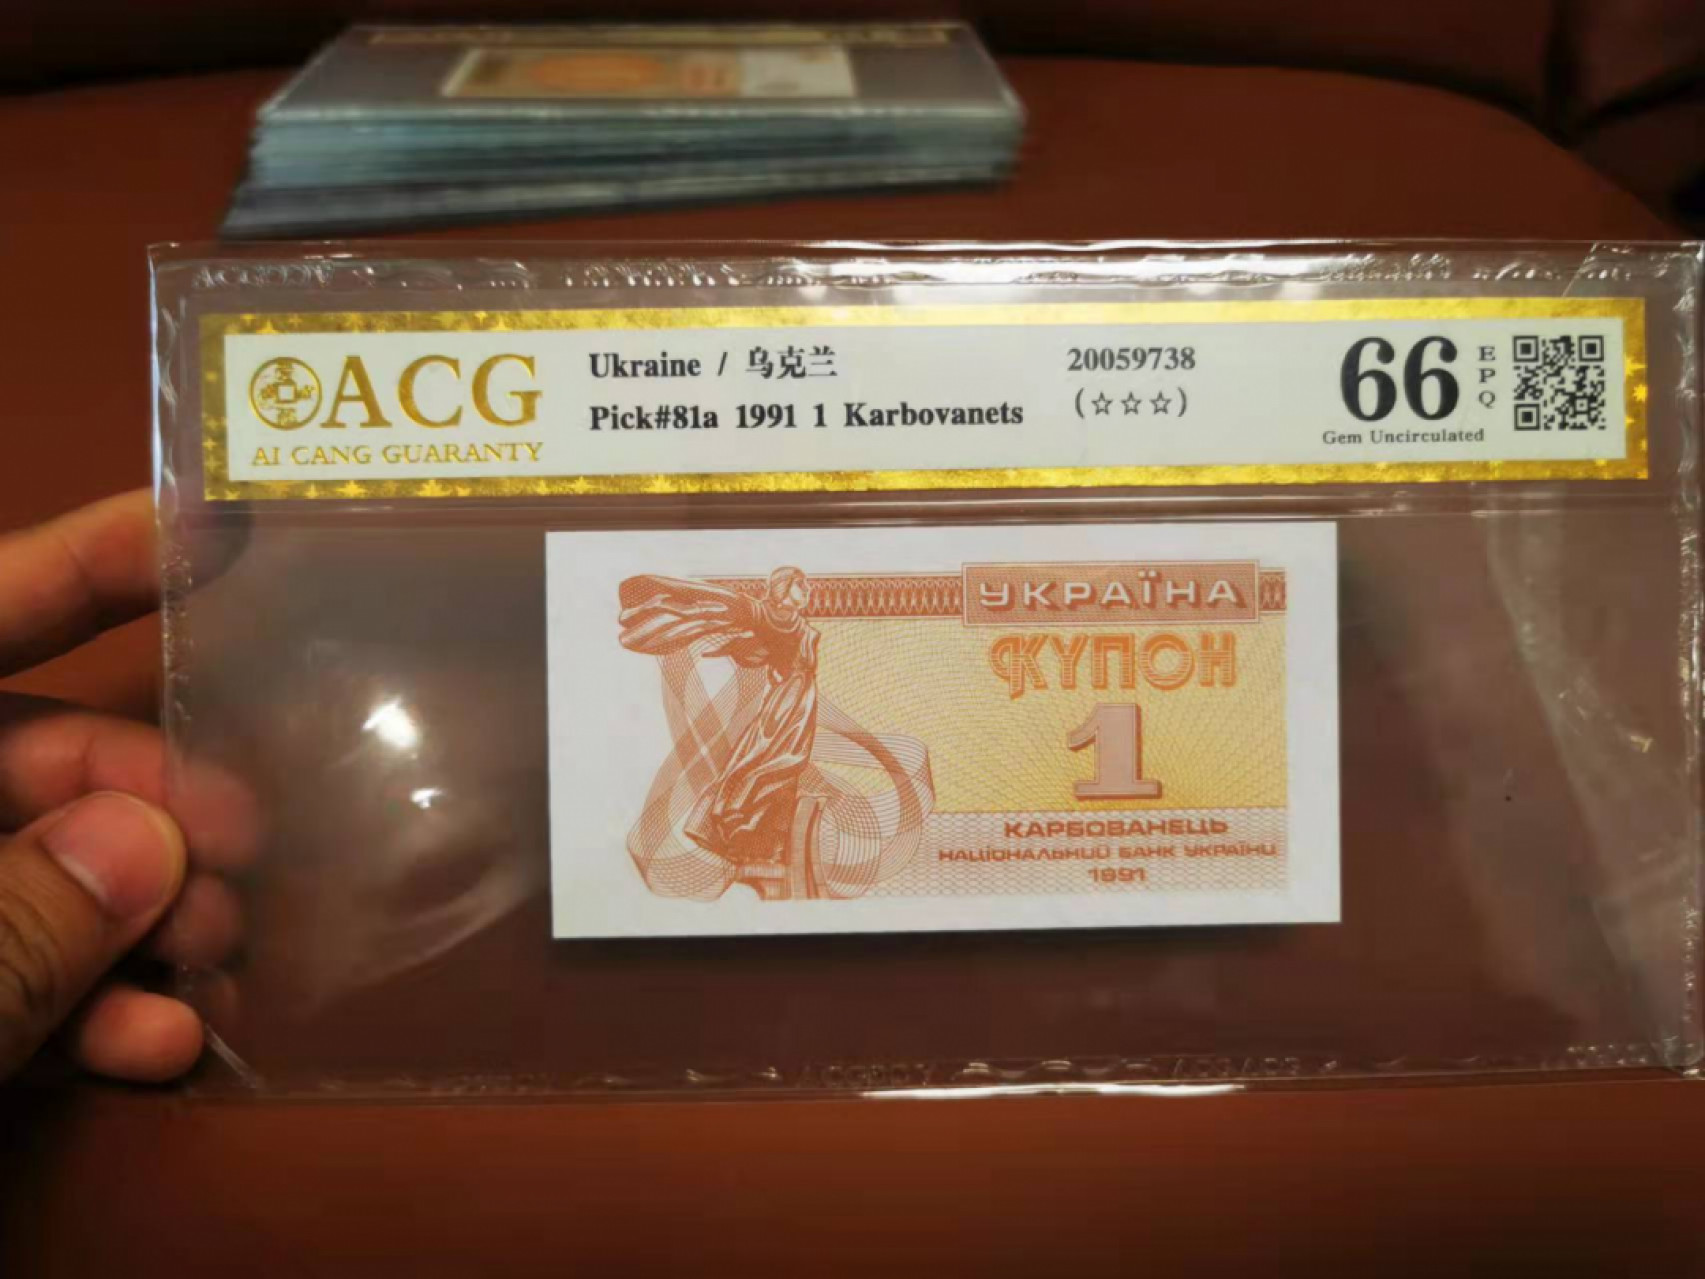 ACG
AI CANG GUARANTY
Ukraine / 乌克兰
Pick#81a 1991 1 Karbovanets
20059738
(☆☆☆)
66
EPQ
Gem Uncirculated
УКРАЇНА
КУПОН
1
КАРБОВАНЕЦЬ
НАЦІОНАЛЬНИЙ БАНК УКРАЇНИ
1991